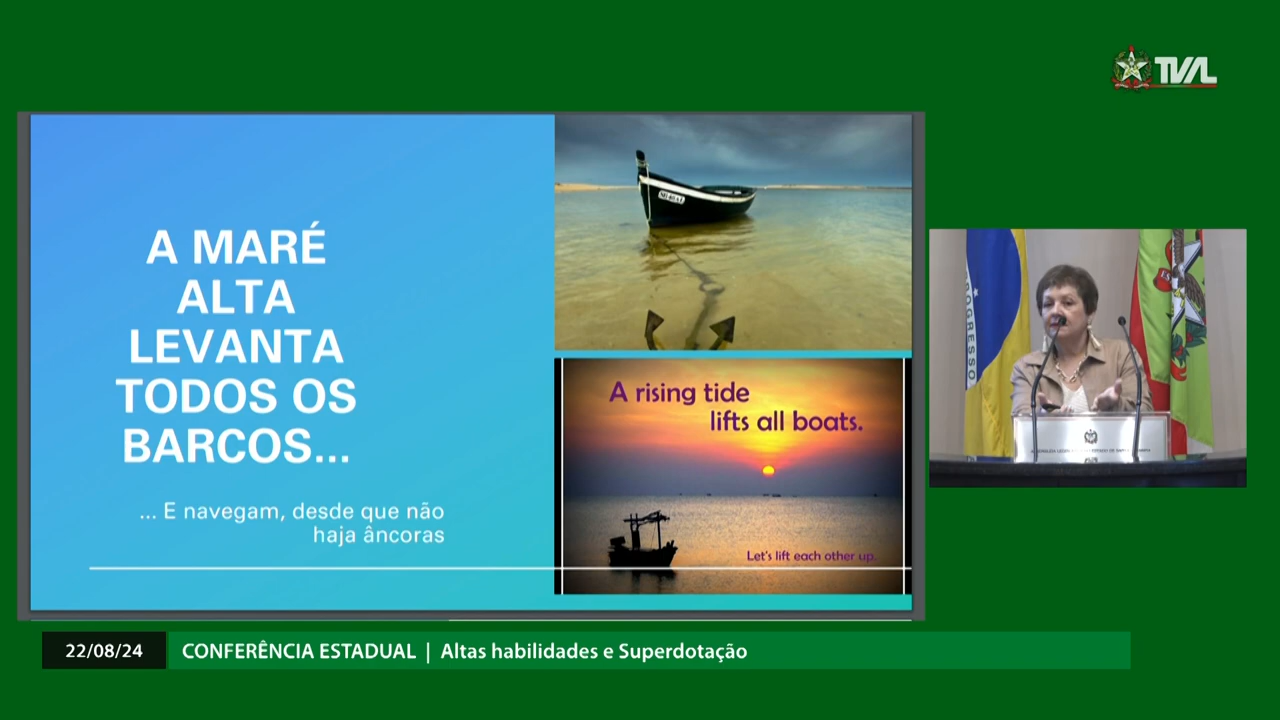 TVAL
A MARÉ
ALTA
LEVANTA
TODOS OS
BARCOS...
... E navegam, desde que não
haja âncoras
A rising tide
lifts all boats.
Let's lift each other up.
OGRESSO
22/08/24
CONFERÊNCIA ESTADUAL | Altas habilidades e Superdotação